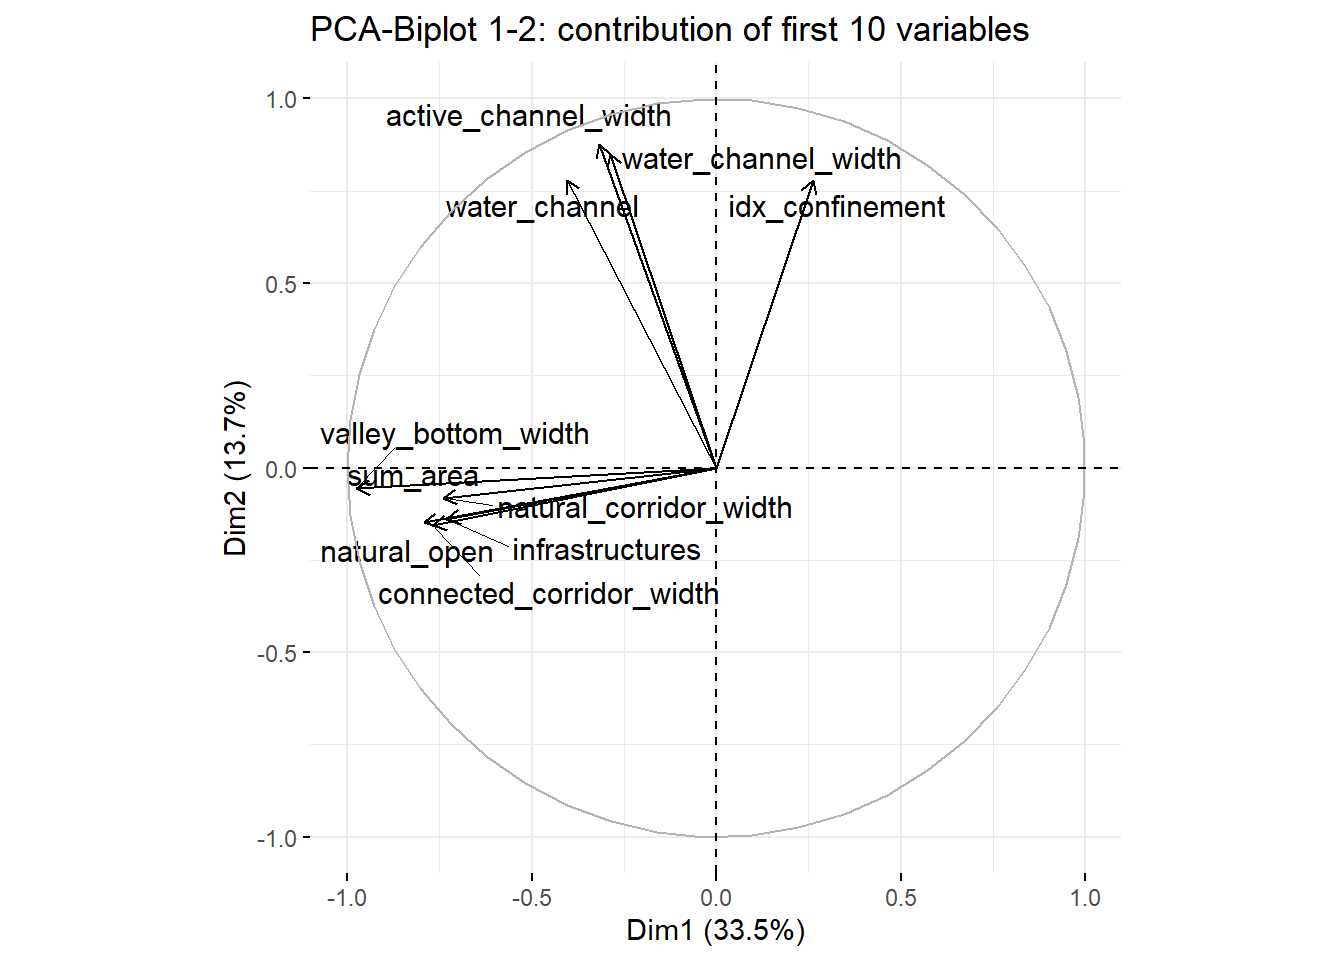 PCA-Biplot 1-2: contribution of first 10 variables
1.0
active_channel_width
water_channel_width
water_channel
idx_confinement
0.5
Dim2 (13.7%)
valley_bottom_width
0.0
sum_area
natural_corridor_width
natural_open
infrastructures
connected_corridor_width
-0.5
-1.0
-1.0 -0.5 0.0 0.5 1.0
Dim1 (33.5%)